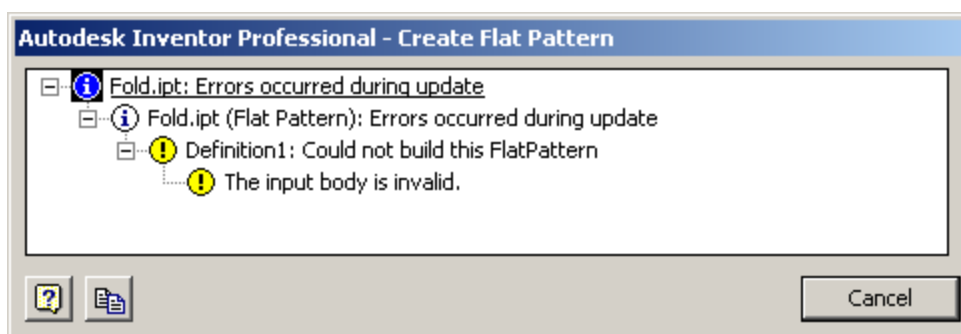 Autodesk Inventor Professional - Create Flat Pattern
Fold.ipt: Errors occurred during update
Fold.ipt (Flat Pattern): Errors occurred during update
Definition1: Could not build this FlatPattern
The input body is invalid.
Cancel